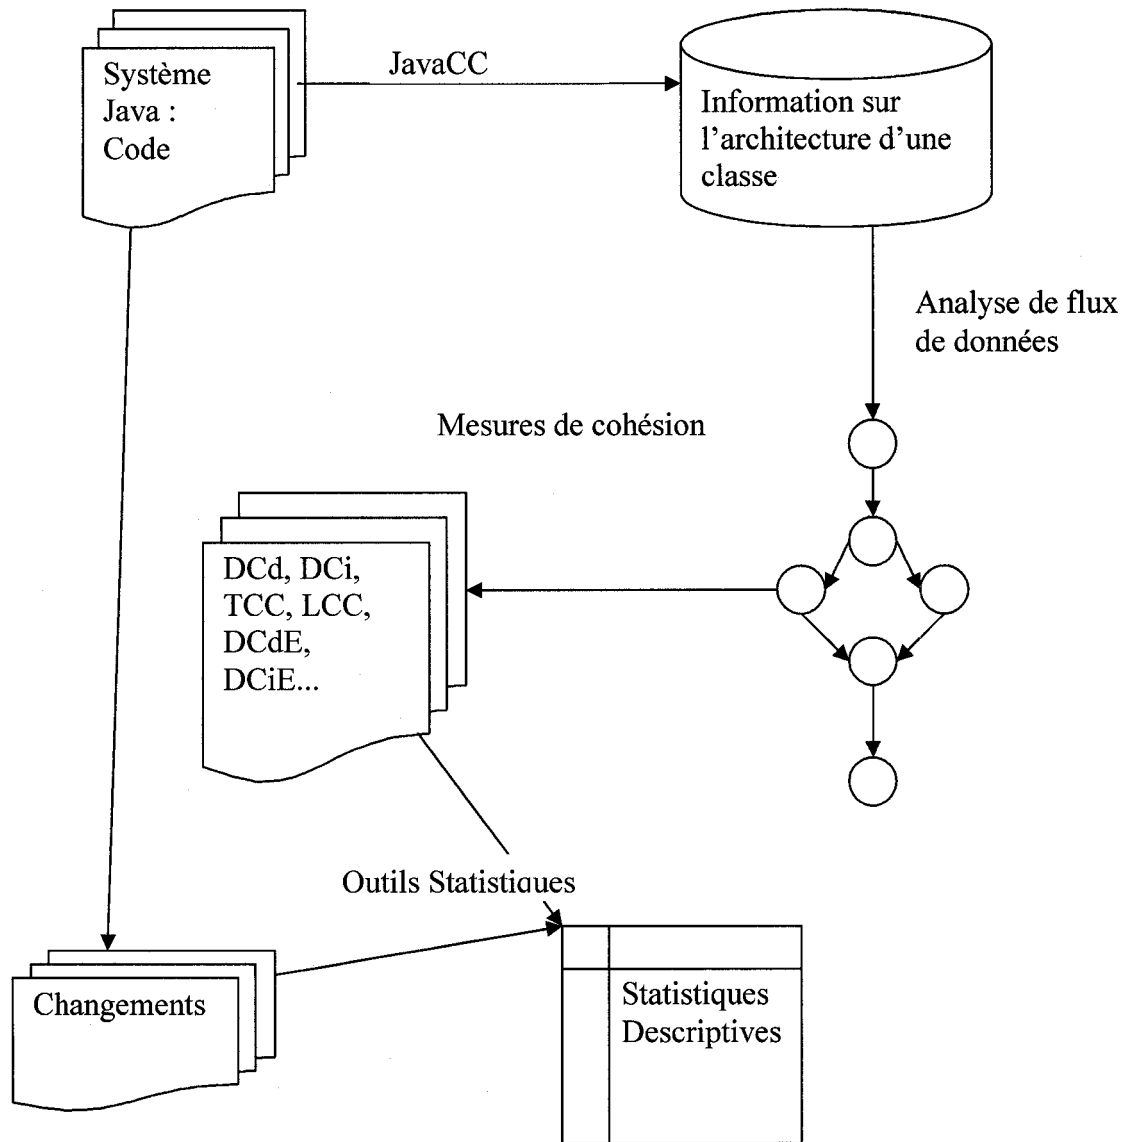 Système
Java :
Code
JavaCC
Information sur
l'architecture d'une
classe
Analyse de flux
de données
Mesures de cohésion
DCd, DCi,
TCC, LCC,
DCdE,
DCiE...
Outils Statistiques
Changements
Statistiques
Descriptives